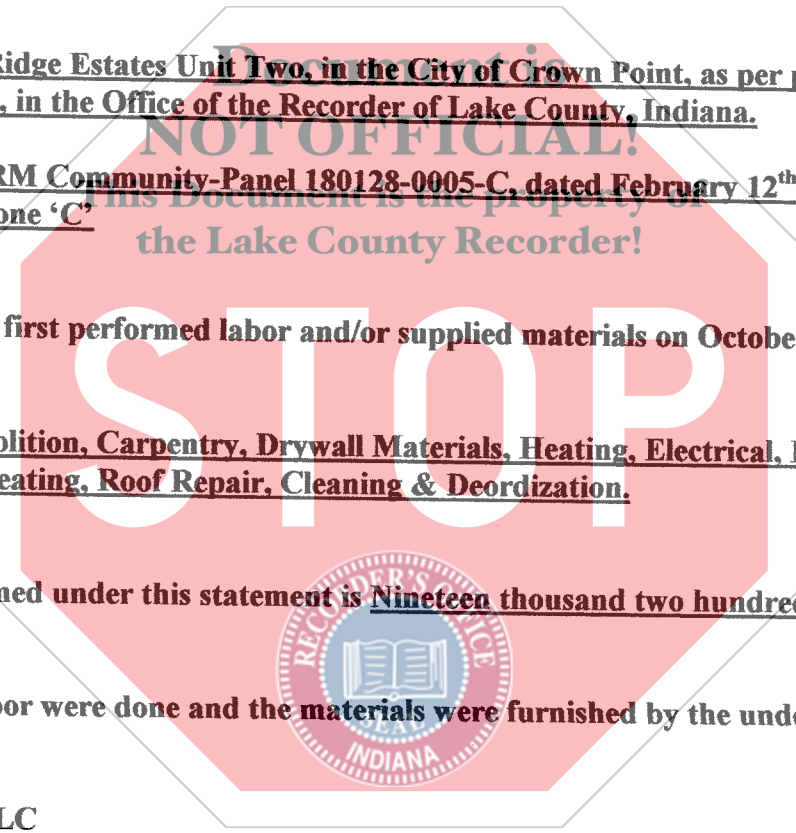 Document is
Ridge Estates Unit Two, in the City of Crown Point, as per
, in the Office of the Recorder of Lake County, Indiana.
NOT OFFICIAL!
RM Community-Panel 180128-0005-C, dated February 12th
This Document is the property of
one ‘C’
the Lake County Recorder!
first performed labor and/or supplied materials on Octobe
STOP
olition, Carpentry, Drywall Materials, Heating, Electrical,
eating, Roof Repair, Cleaning & Deordization.
ned under this statement is Nineteen thousand two hundred
RECORDER'S OFFICE
bor were done and the materials were furnished by the unde
SEAL
INDIANA
LC